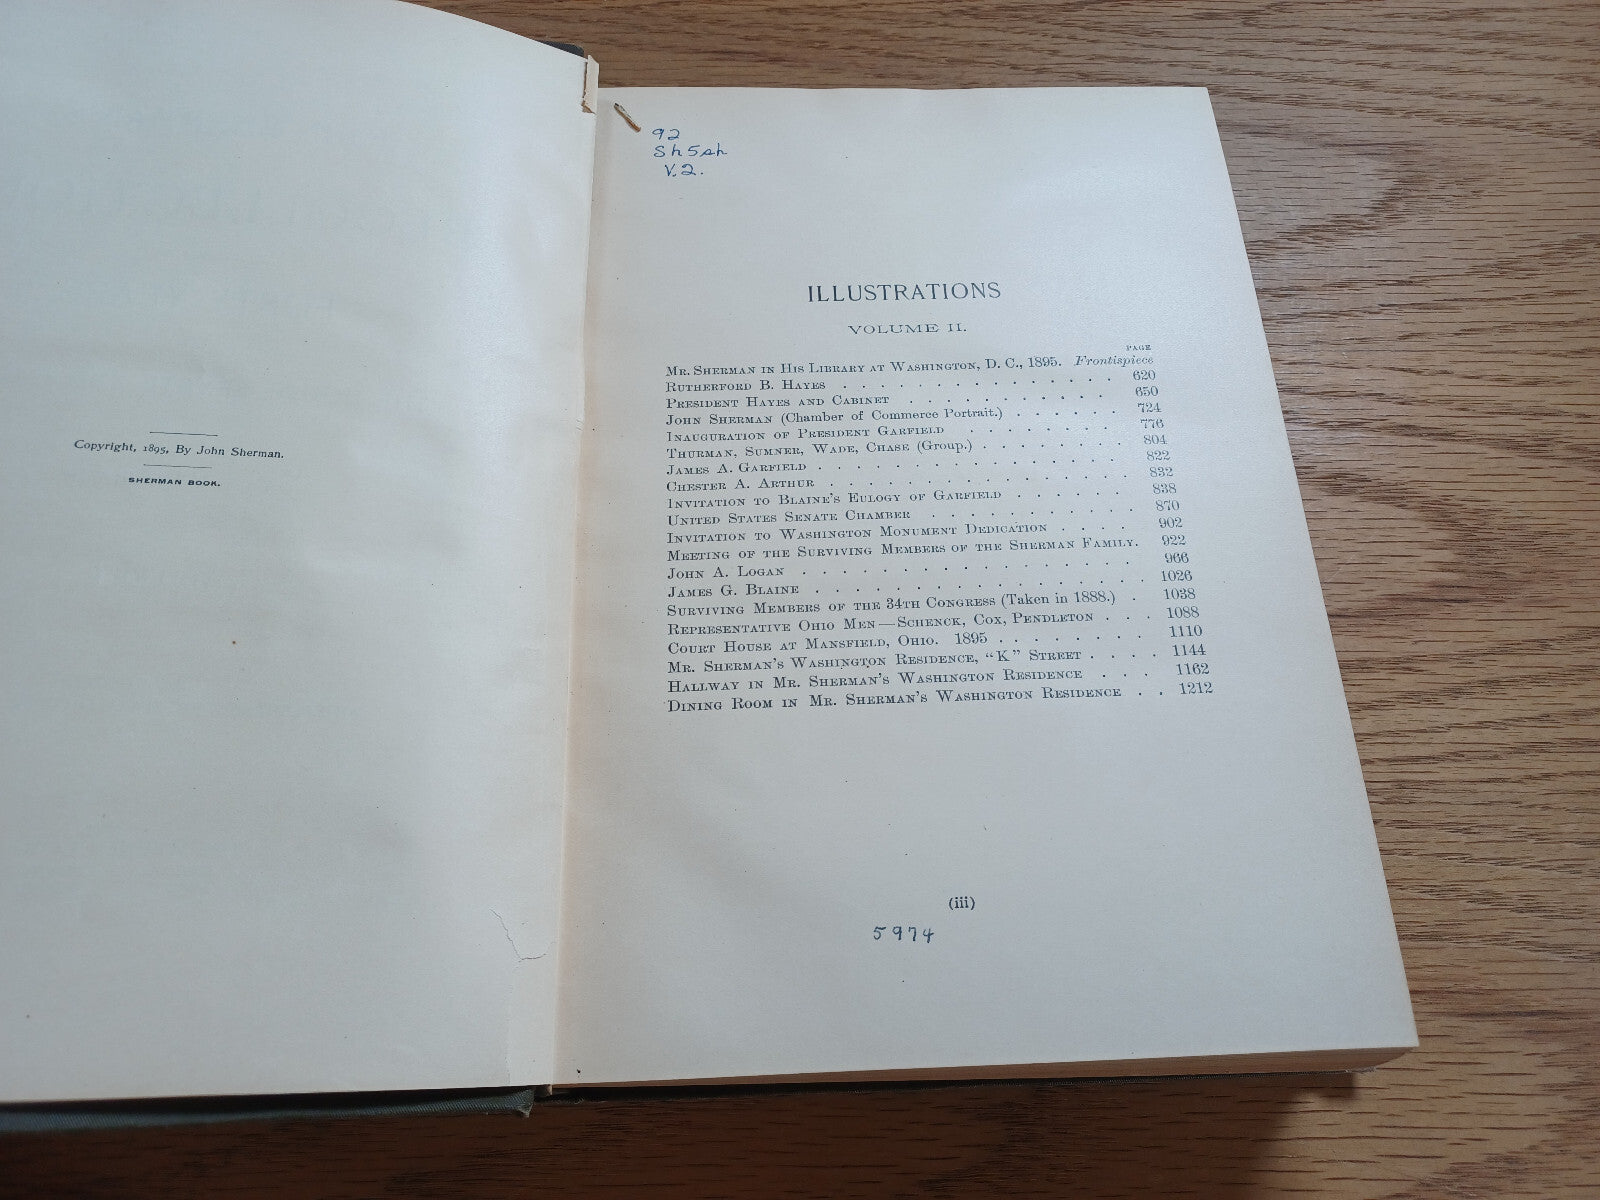 Copyright, 1895, By John Sherman.
SHERMAN BOOK.
92
Sh5sh
V.2.
ILLUSTRATIONS
VOLUME II.
PAGE
MR. SHERMAN IN HIS LIBRARY AT WASHINGTON, D. C., 1895. Frontispiece
RUTHERFORD B. HAYES . . . . . . . . . . . . . . . 620
PRESIDENT HAYES AND CABINET . . . . . . . . . . . 650
JOHN SHERMAN (Chamber of Commerce Portrait.) . . . . . . 724
INAUGURATION OF PRESIDENT GARFIELD . . . . . . . . 776
THURMAN, SUMNER, WADE, CHASE (Group.) . . . . . . . . 804
JAMES A. GARFIELD . . . . . . . . . . . . . . . . 822
CHESTER A. ARTHUR . . . . . . . . . . . . . . . . 832
INVITATION TO BLAINE'S EULOGY OF GARFIELD . . . . . . 838
UNITED STATES SENATE CHAMBER . . . . . . . . . . . 870
INVITATION TO WASHINGTON MONUMENT DEDICATION . . . . 902
MEETING OF THE SURVIVING MEMBERS OF THE SHERMAN FAMILY. 922
JOHN A. LOGAN . . . . . . . . . . . . . . . . . . 966
JAMES G. BLAINE . . . . . . . . . . . . . . . . . 1026
SURVIVING MEMBERS OF THE 34TH CONGRESS (Taken in 1888.) . 1038
REPRESENTATIVE OHIO MEN—SCHENCK, COX, PENDLETON . . . 1088
COURT HOUSE AT MANSFIELD, OHIO. 1895 . . . . . . . . 1110
MR. SHERMAN'S WASHINGTON RESIDENCE, "K" STREET . . . . 1144
HALLWAY IN MR. SHERMAN'S WASHINGTON RESIDENCE . . . 1162
DINING ROOM IN MR. SHERMAN'S WASHINGTON RESIDENCE . . 1212
(iii)
5974